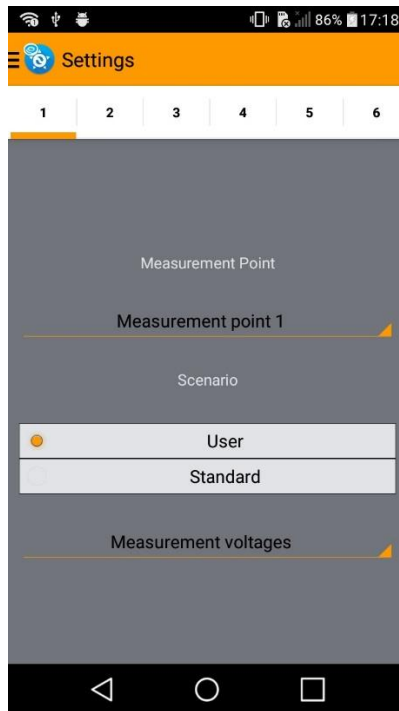 86% 17:18
Settings
1 2 3 4 5 6
Measurement Point
Measurement point 1
Scenario
User
Standard
Measurement voltages